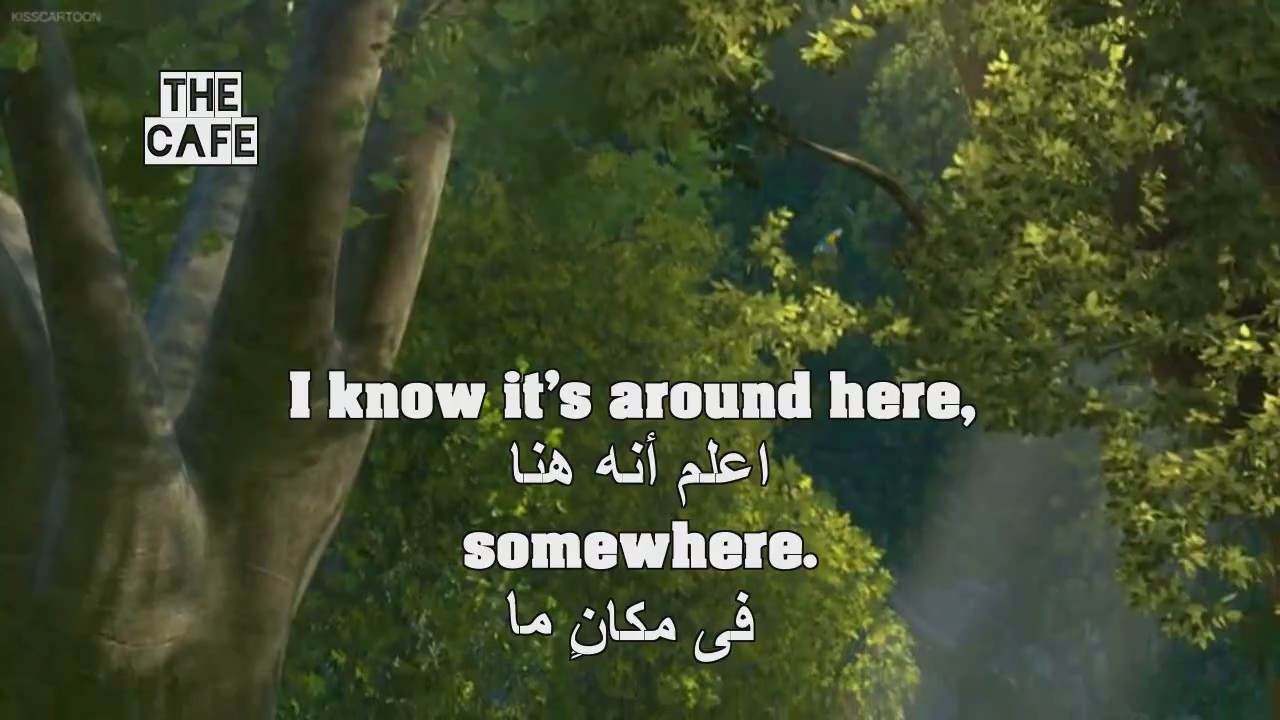 KISSCARTOON
THE
CAFE
I know it's around here,
اعلم أنه هنا
somewhere.
فى مكانٍ ما